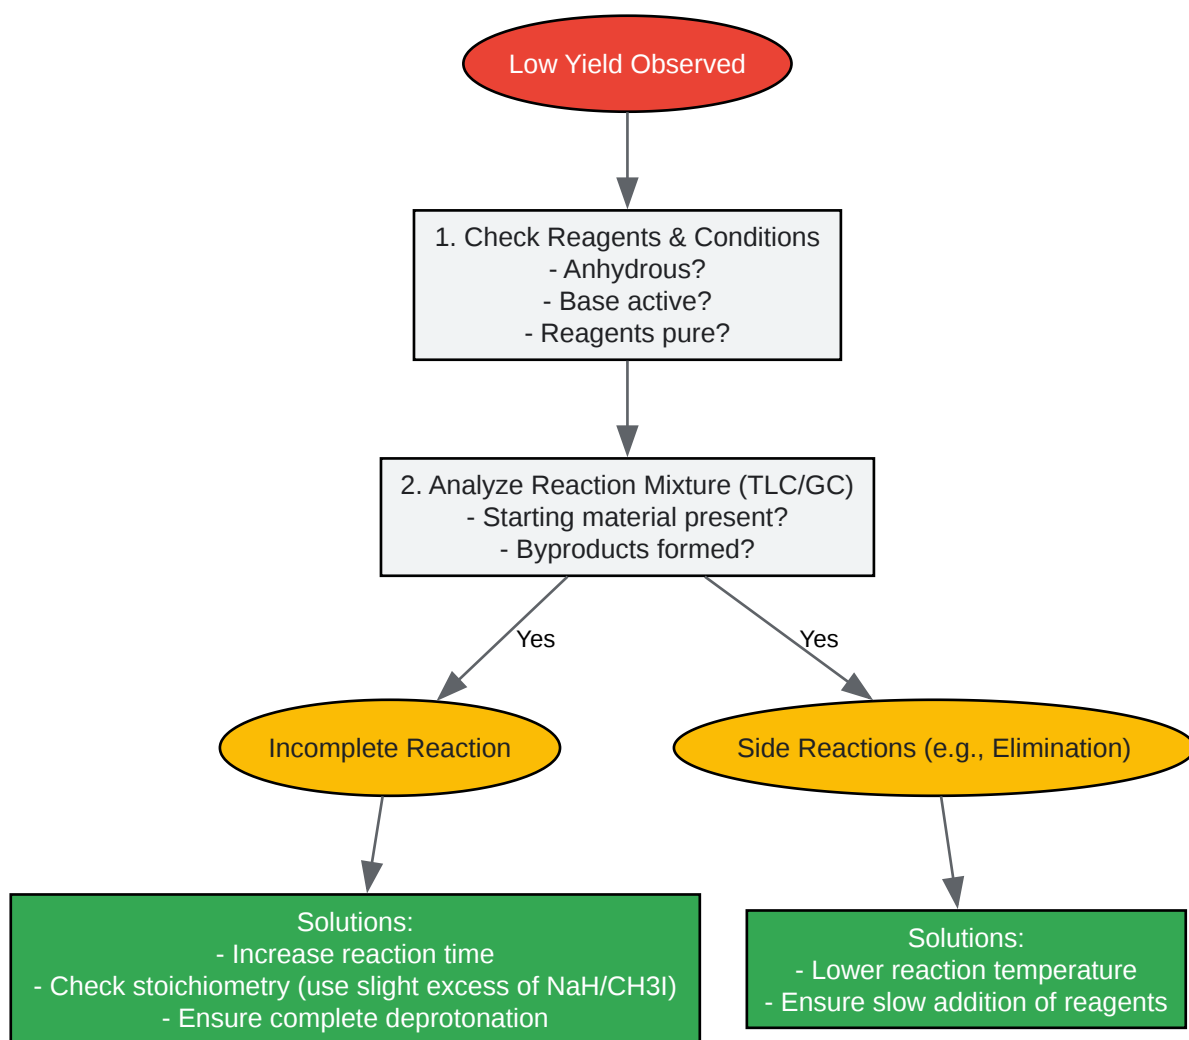 Low Yield Observed
1. Check Reagents & Conditions
- Anhydrous?
- Base active?
- Reagents pure?
2. Analyze Reaction Mixture (TLC/GC)
- Starting material present?
- Byproducts formed?
Yes
Yes
Incomplete Reaction
Side Reactions (e.g., Elimination)
Solutions:
- Increase reaction time
- Check stoichiometry (use slight excess of NaH/CH3I)
- Ensure complete deprotonation
Solutions:
- Lower reaction temperature
- Ensure slow addition of reagents